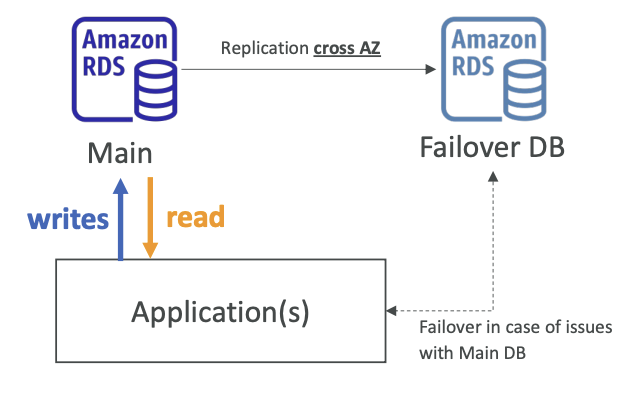 Amazon
RDS
Replication cross AZ
Amazon
RDS
Main
Failover DB
writes
read
Application(s)
Failover in case of issues
with Main DB